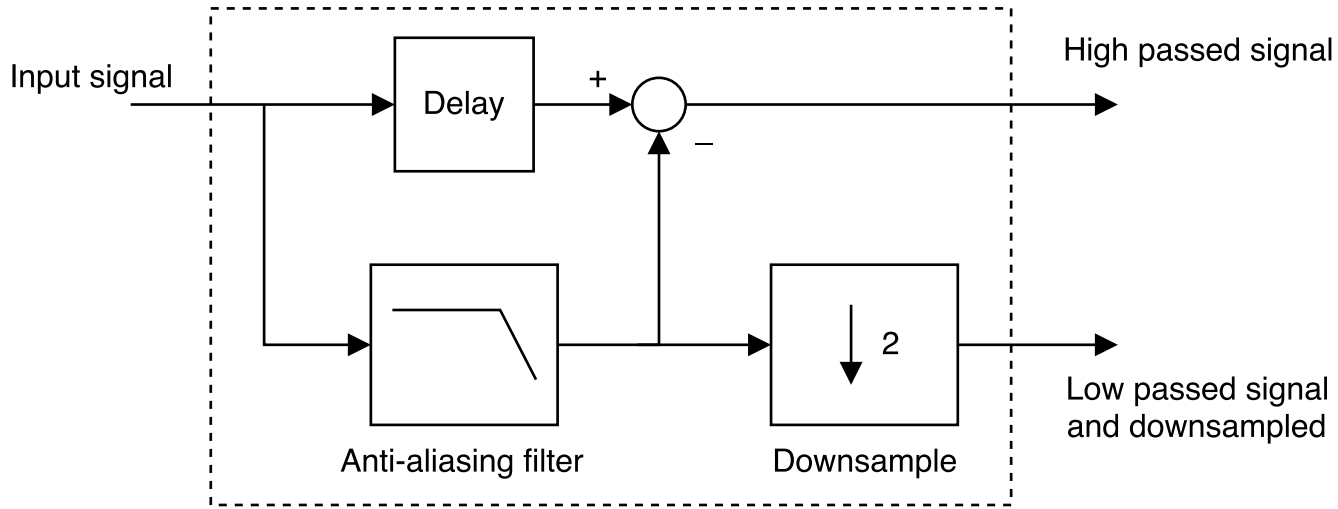 High passed signal
Input signal
+
Delay
–
2
Low passed signal
and downsampled
Anti-aliasing filter
Downsample